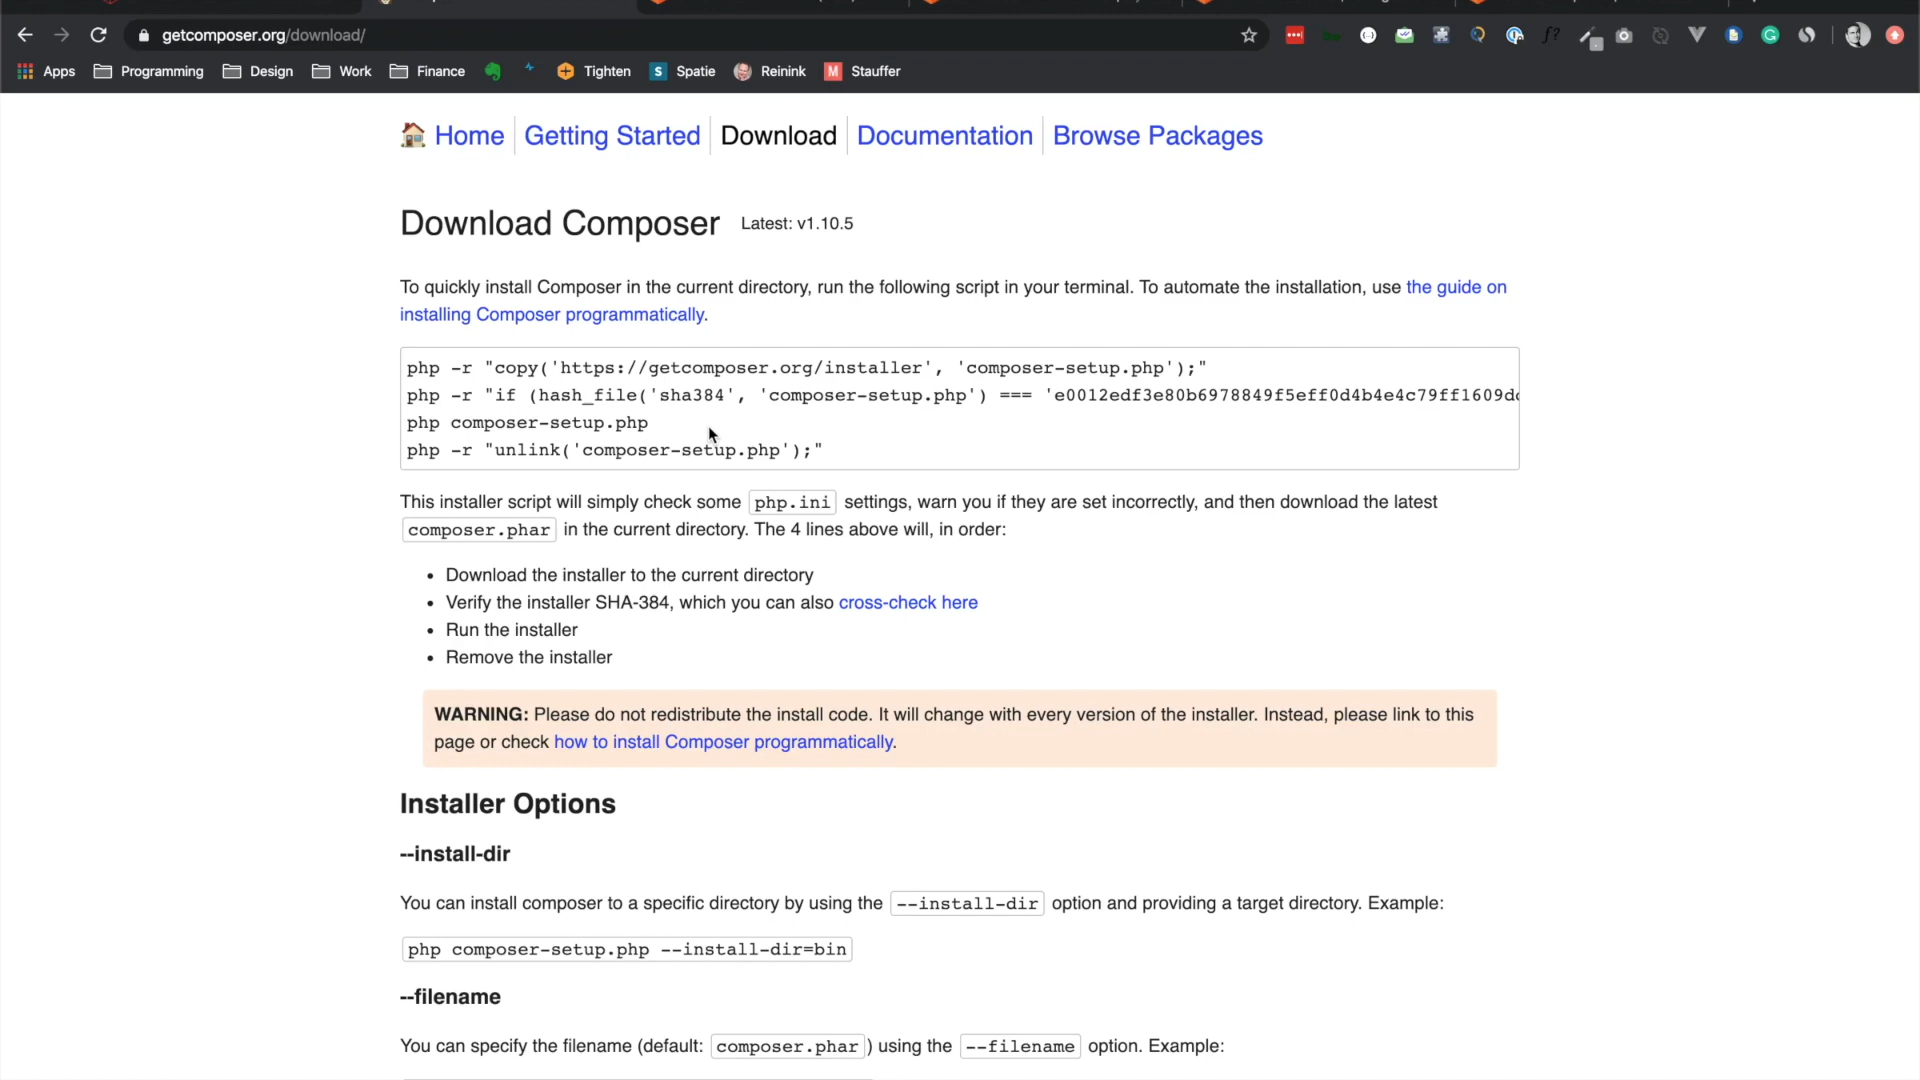 getcomposer.org/download/
Apps Programming Design Work Finance Tighten S Spatie Reinink M Stauffer
Home Getting Started Download Documentation Browse Packages
Download Composer Latest: v1.10.5
To quickly install Composer in the current directory, run the following script in your terminal. To automate the installation, use the guide on
installing Composer programmatically.
php -r "copy('https://getcomposer.org/installer', 'composer-setup.php');"
php -r "if (hash_file('sha384', 'composer-setup.php') === 'e0012edf3e80b6978849f5eff0d4b4e4c79ff1609d
php composer-setup.php
php -r "unlink('composer-setup.php');"
This installer script will simply check some php.ini settings, warn you if they are set incorrectly, and then download the latest
composer.phar in the current directory. The 4 lines above will, in order:
• Download the installer to the current directory
• Verify the installer SHA-384, which you can also cross-check here
• Run the installer
• Remove the installer
WARNING: Please do not redistribute the install code. It will change with every version of the installer. Instead, please link to this
page or check how to install Composer programmatically.
Installer Options
--install-dir
You can install composer to a specific directory by using the --install-dir option and providing a target directory. Example:
php composer-setup.php --install-dir=bin
--filename
You can specify the filename (default: composer.phar) using the --filename option. Example: